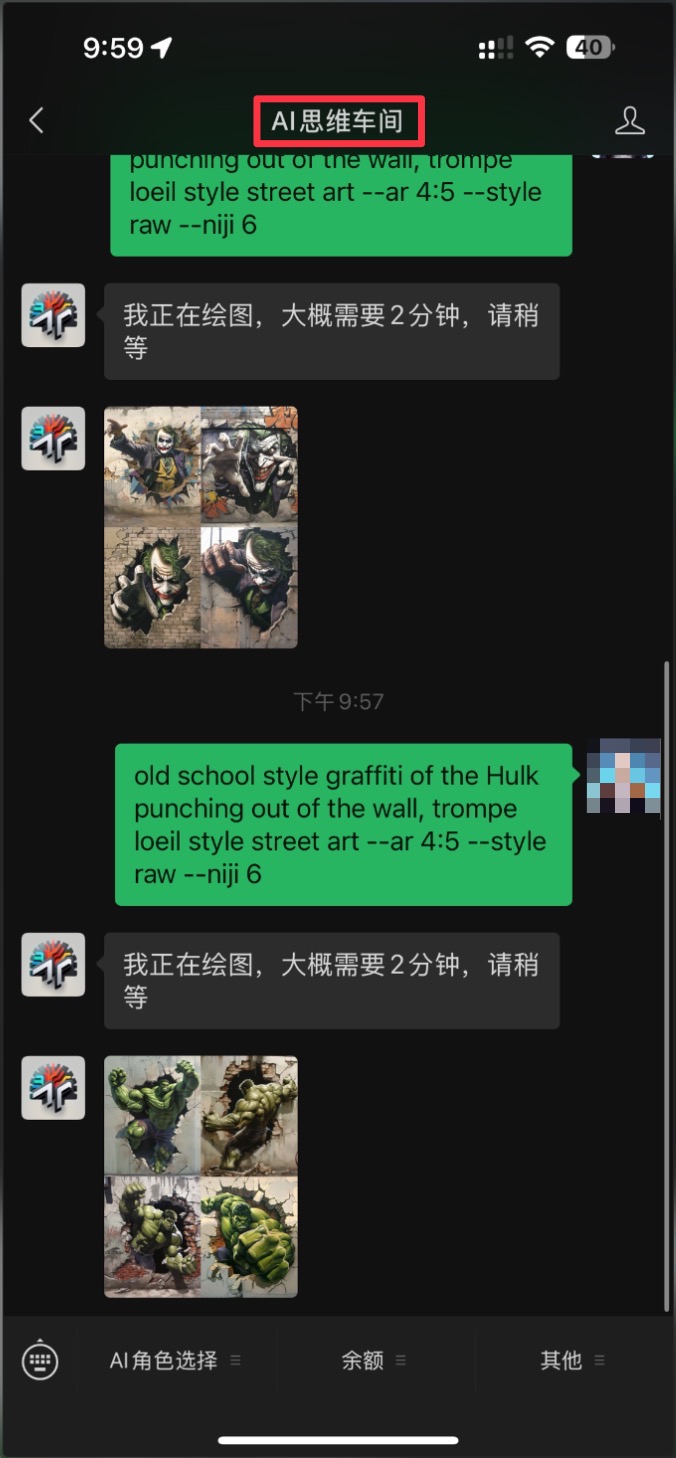 9:59
40
AI思维车间
punching out of the wall, trompe
loeil style street art --ar 4:5 --style
raw --niji 6
我正在绘图，大概需要2分钟，请稍
等
下午9:57
old school style graffiti of the Hulk
punching out of the wall, trompe
loeil style street art --ar 4:5 --style
raw --niji 6
我正在绘图，大概需要2分钟，请稍
等
AI角色选择
余额
其他